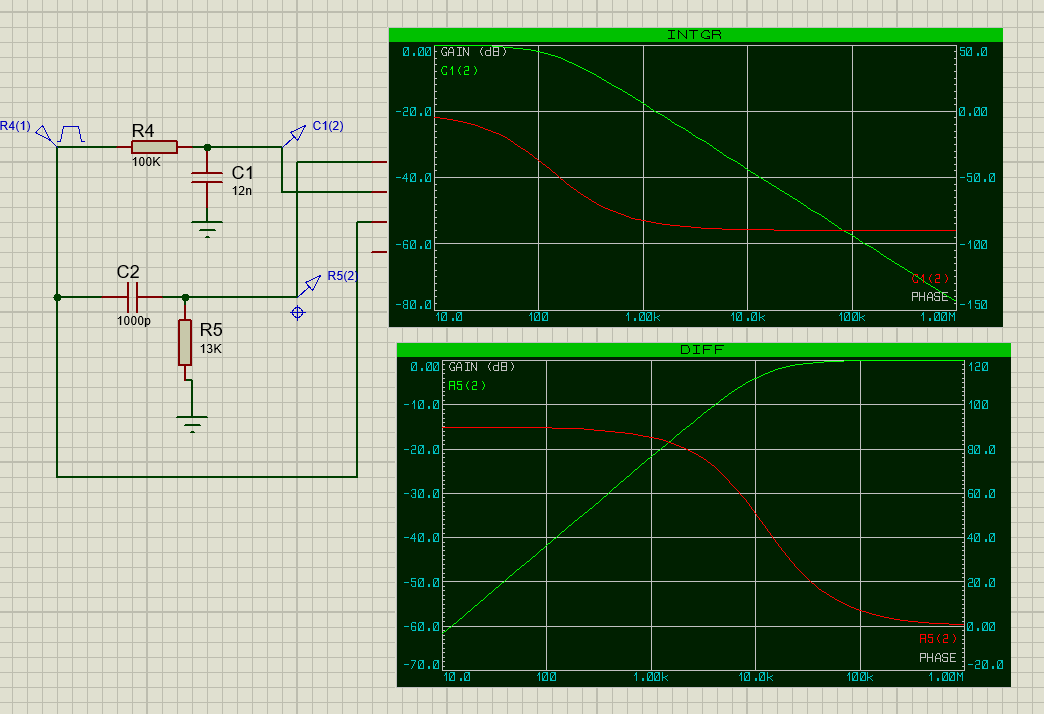 R4(1)
R4
100K
C1(2)
C1
12n
C2
1000p
R5(2)
R5
13K
INTGR
0.00
GAIN (dB)
50.0
C1(2)
-20.0
0.00
-40.0
-50.0
-60.0
-100
C1(2)
PHASE
-80.0
-150
10.0 100 1.00k 10.0k 100k 1.00M
DIFF
0.00
GAIN (dB)
120
R5(2)
-10.0
100
-20.0
80.0
-30.0
60.0
-40.0
40.0
-50.0
20.0
-60.0
0.00
R5(2)
PHASE
-70.0
-20.0
10.0 100 1.00k 10.0k 100k 1.00M